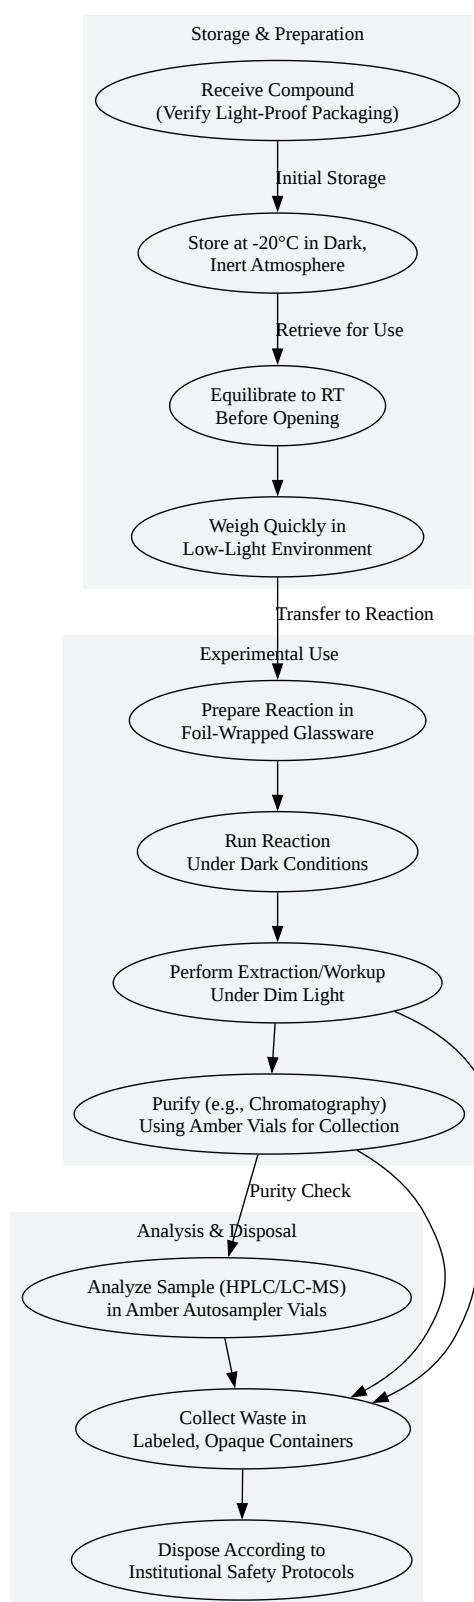 Storage & Preparation
Receive Compound
(Verify Light-Proof Packaging)
Initial Storage
Store at -20°C in Dark,
Inert Atmosphere
Retrieve for Use
Equilibrate to RT
Before Opening
Weigh Quickly in
Low-Light Environment
Transfer to Reaction
Experimental Use
Prepare Reaction in
Foil-Wrapped Glassware
Run Reaction
Under Dark Conditions
Perform Extraction/Workup
Under Dim Light
Purify (e.g., Chromatography)
Using Amber Vials for Collection
Purity Check
Analysis & Disposal
Analyze Sample (HPLC/LC-MS)
in Amber Autosampler Vials
Collect Waste in
Labeled, Opaque Containers
Dispose According to
Institutional Safety Protocols